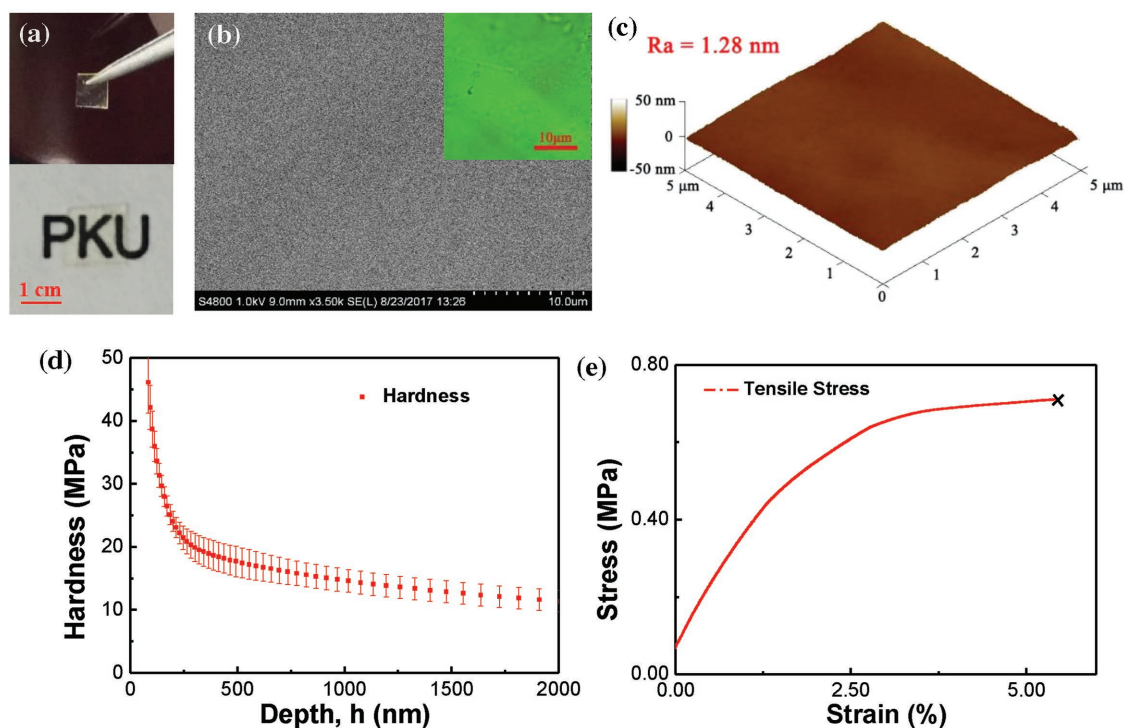 (a)
PKU
1 cm
(b)
10μm
S4800 1.0kV 9.0mm x3.50k SE(L) 8/23/2017 13:26
10.0um
(c)
Ra = 1.28 nm
50 nm
0
-50 nm
5 μm
4
3
2
1
0
1
2
3
4
5 μm
(d)
50
40
30
20
10
0
Hardness (MPa)
Hardness
0
500
1000
1500
2000
Depth, h (nm)
(e)
0.80
0.40
0.00
Stress (MPa)
Tensile Stress
0.00
2.50
5.00
Strain (%)